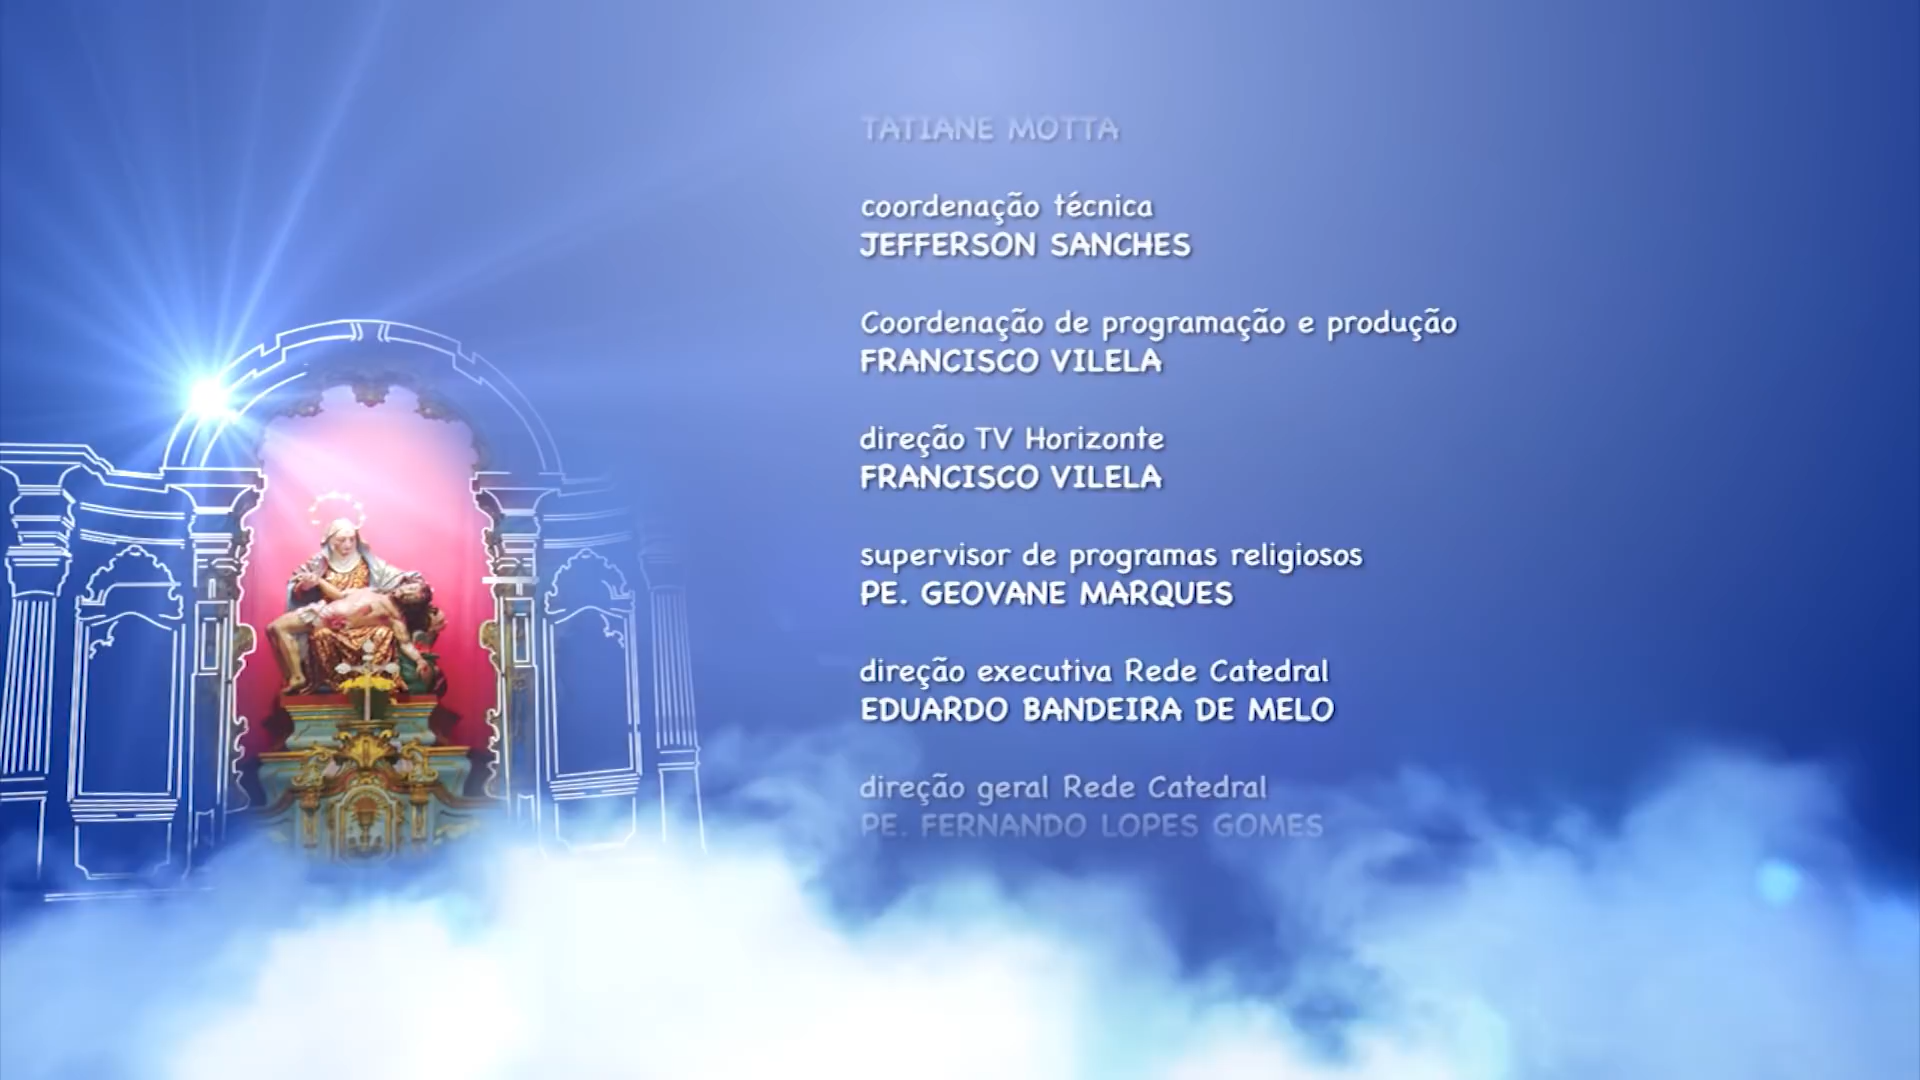 TATIANE MOTTA
coordenação técnica
JEFFERSON SANCHES
Coordenação de programação e produção
FRANCISCO VILELA
direção TV Horizonte
FRANCISCO VILELA
supervisor de programas religiosos
PE. GEOVANE MARQUES
direção executiva Rede Catedral
EDUARDO BANDEIRA DE MELO
direção geral Rede Catedral
PE. FERNANDO LOPES GOMES